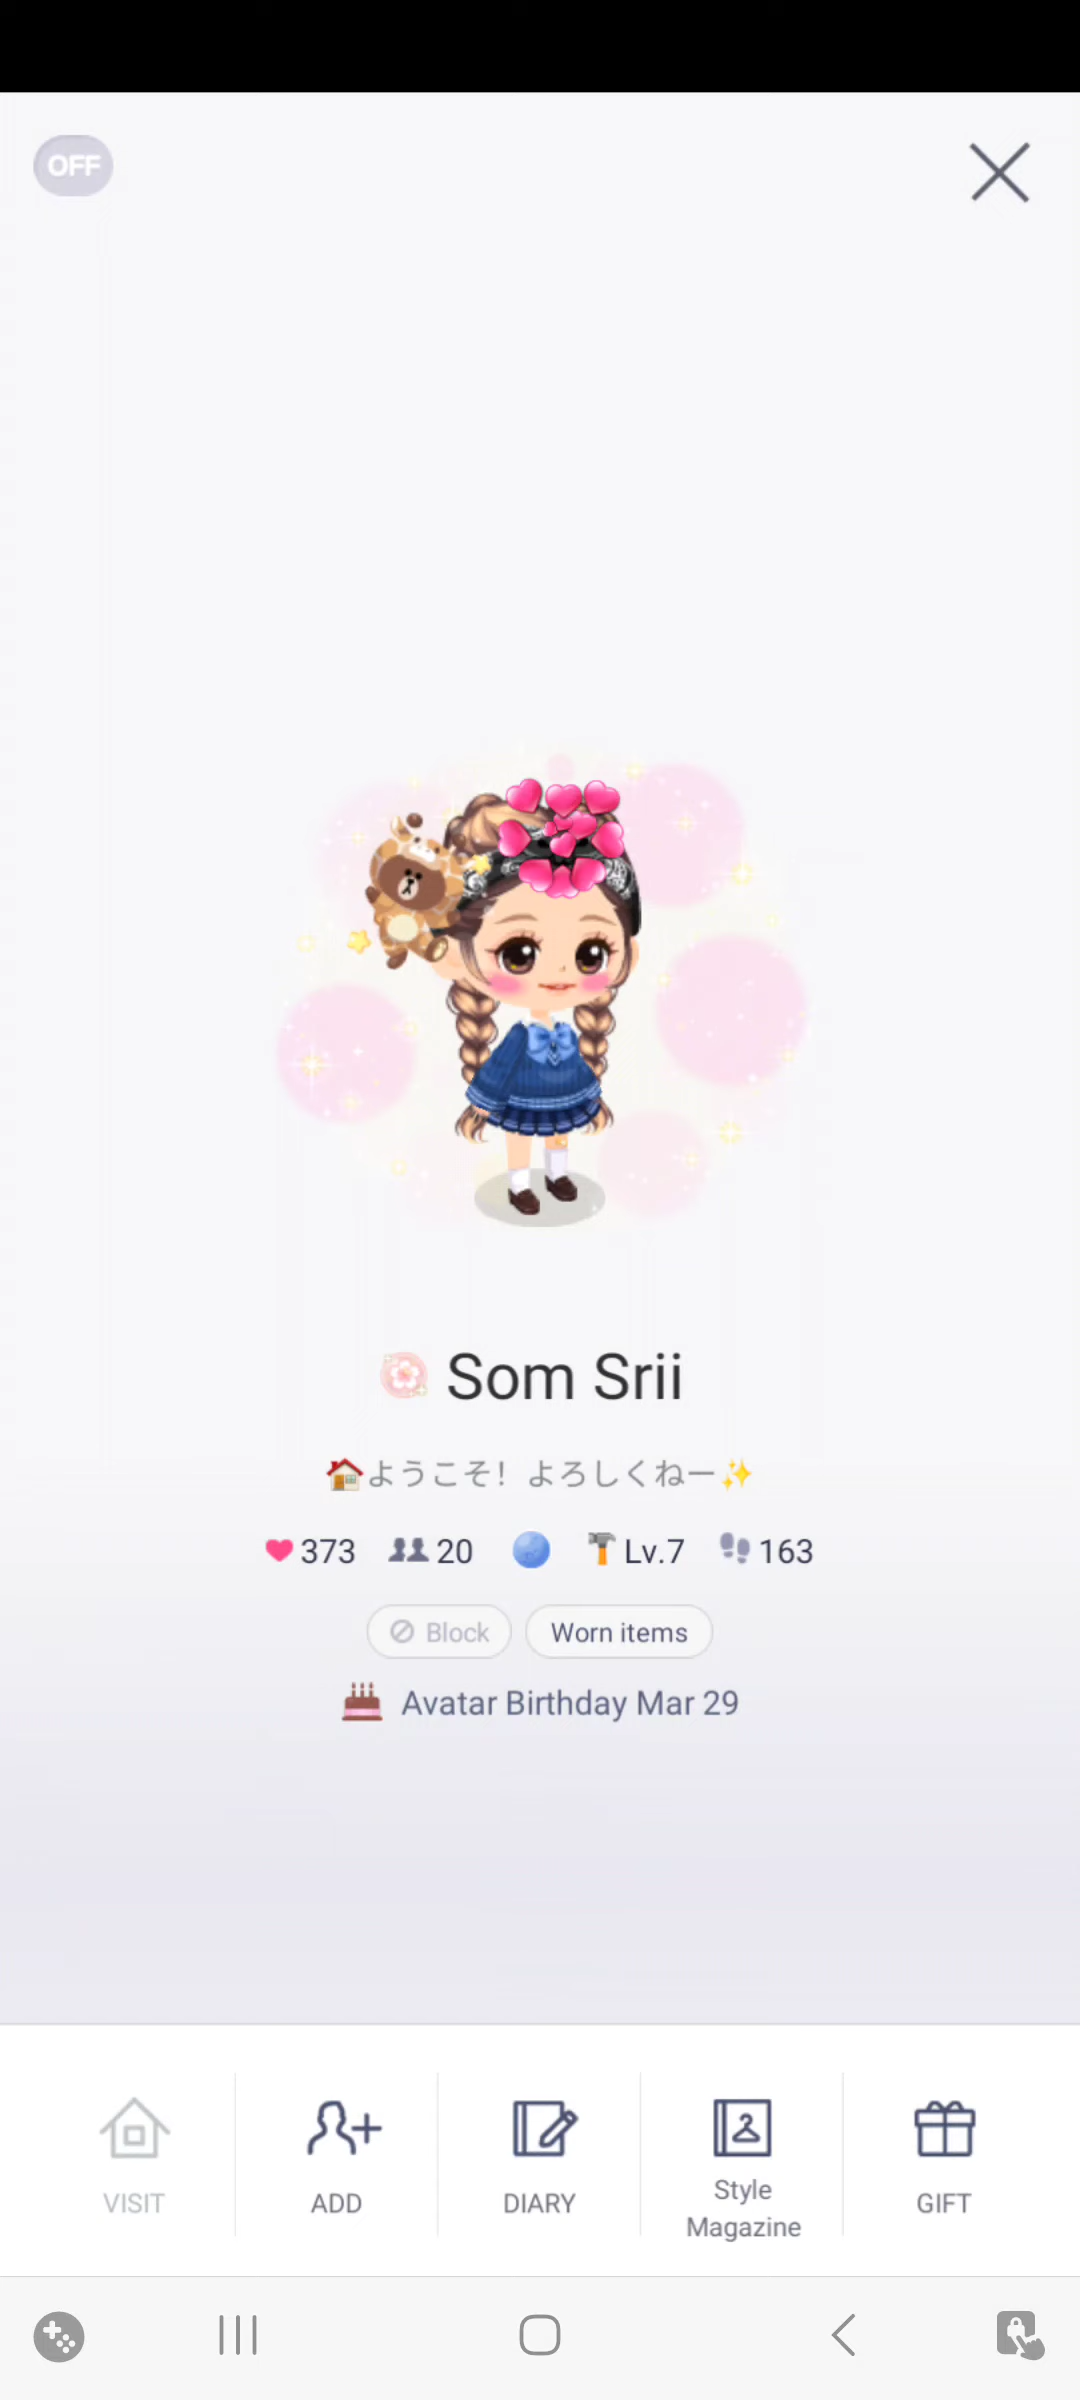 OFF
Som Srii
🏠ようこそ！よろしくねー✨
373 20 Lv.7 163
Block Worn items
Avatar Birthday Mar 29
VISIT ADD DIARY Style Magazine GIFT